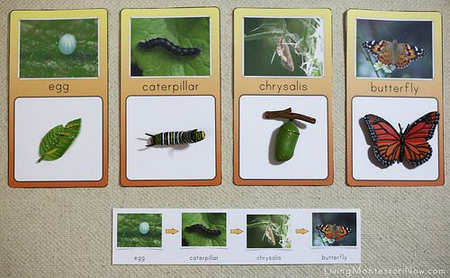 egg
caterpillar
chrysalis
butterfly
egg
caterpillar
chrysalis
butterfly
LivingMontessoriNow.com